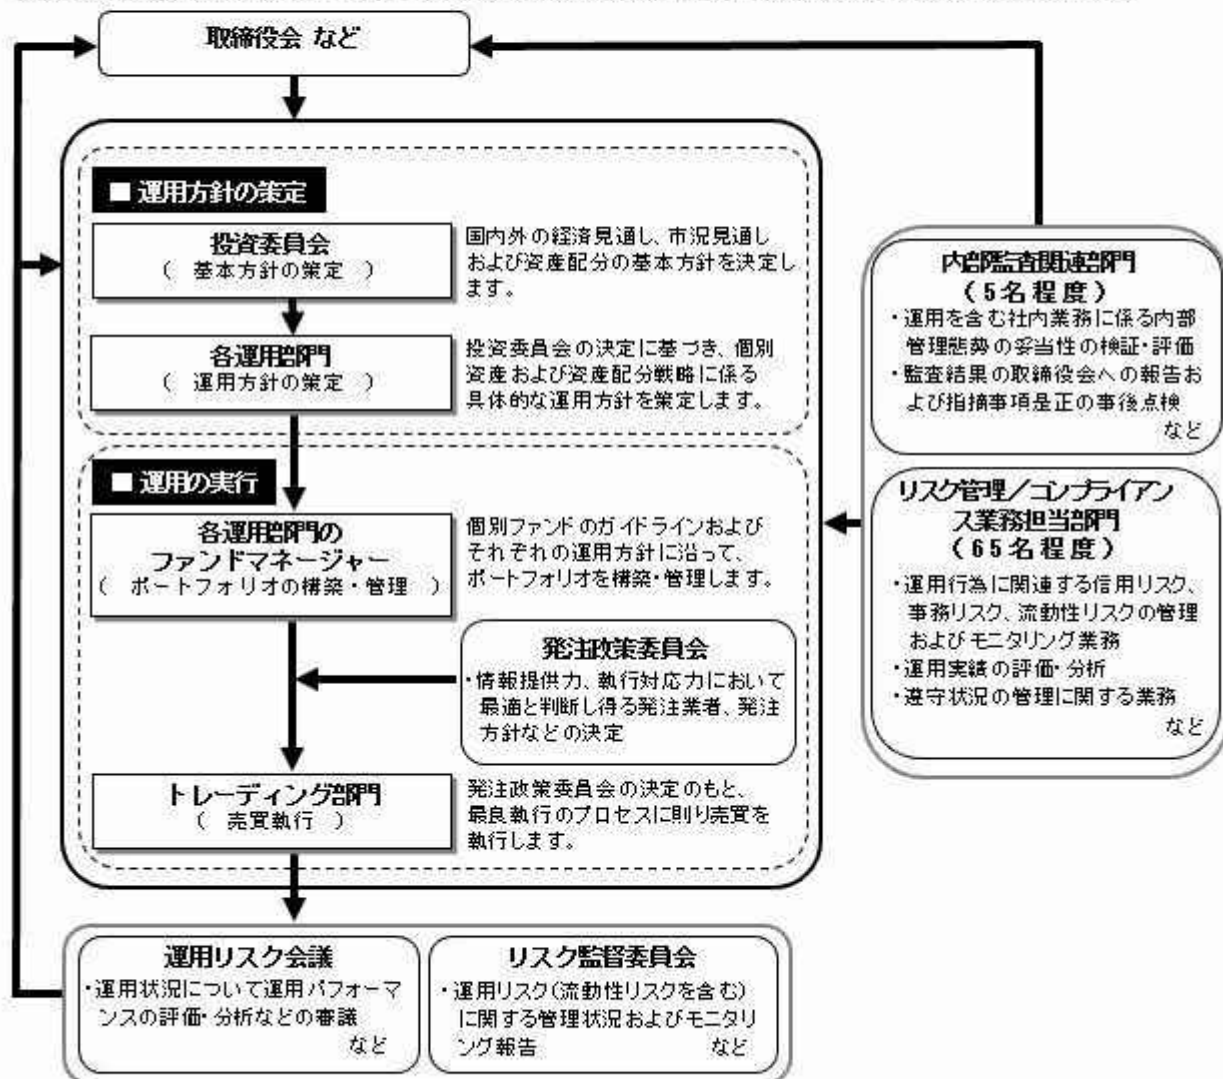 取締役会 など
■ 運用方針の策定
投資委員会
（ 基本方針の策定 ）
国内外の経済見通し、市況見通し
および資産配分の基本方針を決定し
ます。
各運用部門
（ 運用方針の策定 ）
投資委員会の決定に基づき、個別
資産および資産配分戦略に係る
具体的な運用方針を策定します。
■ 運用の実行
各運用部門の
ファンドマネージャー
（ ポートフォリオの構築・管理 ）
個別ファンドのガイドラインおよび
それぞれの運用方針に沿って、
ポートフォリオを構築・管理します。
発注政策委員会
・情報提供力、執行対応力において
最適と判断し得る発注業者、発注
方針などの決定
トレーディング部門
（ 売買執行 ）
発注政策委員会の決定のもと、
最良執行のプロセスに則り売買を
執行します。
内部監査関連部門
（５名程度）
・運用を含む社内業務に係る内部
管理態勢の妥当性の検証・評価
・監査結果の取締役会への報告お
よび指摘事項是正の事後点検
など
リスク管理／コンプライアン
ス業務担当部門
（６５名程度）
・運用行為に関連する信用リスク、
事務リスク、流動性リスクの管理
およびモニタリング業務
・運用実績の評価・分析
・遵守状況の管理に関する業務
など
運用リスク会議
・運用状況について運用パフォーマ
ンスの評価・分析などの審議
など
リスク監督委員会
・運用リスク（流動性リスクを含む）
に関する管理状況およびモニタリ
ング報告 など